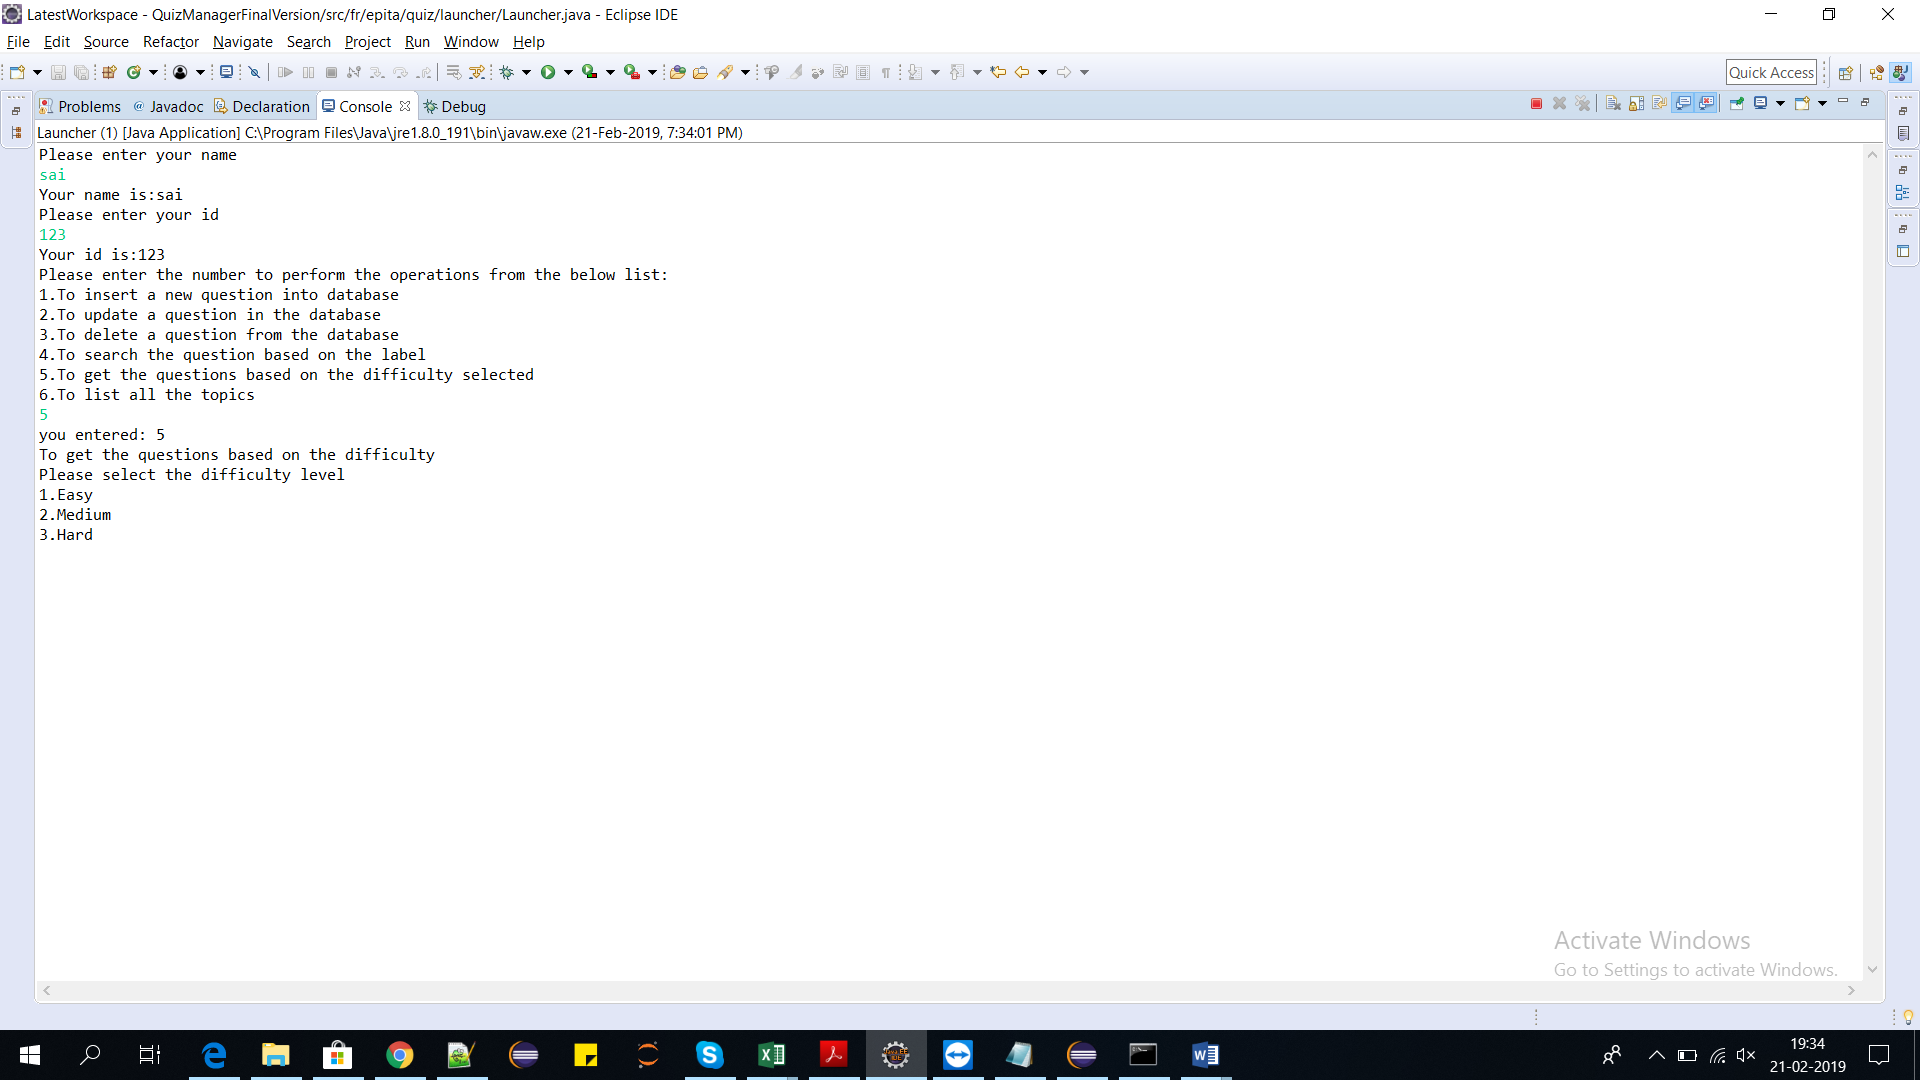 LatestWorkspace - QuizManagerFinalVersion/src/fr/epita/quiz/launcher/Launcher.java - Eclipse IDE
File Edit Source Refactor Navigate Search Project Run Window Help
Quick Access
Problems @ Javadoc Declaration Console Debug
Launcher (1) [Java Application] C:\Program Files\Java\jre1.8.0_191\bin\javaw.exe (21-Feb-2019, 7:34:01 PM)
Please enter your name
sai
Your name is:sai
Please enter your id
123
Your id is:123
Please enter the number to perform the operations from the below list:
1.To insert a new question into database
2.To update a question in the database
3.To delete a question from the database
4.To search the question based on the label
5.To get the questions based on the difficulty selected
6.To list all the topics
5
you entered: 5
To get the questions based on the difficulty
Please select the difficulty level
1.Easy
2.Medium
3.Hard
Activate Windows
Go to Settings to activate Windows.
19:34
21-02-2019